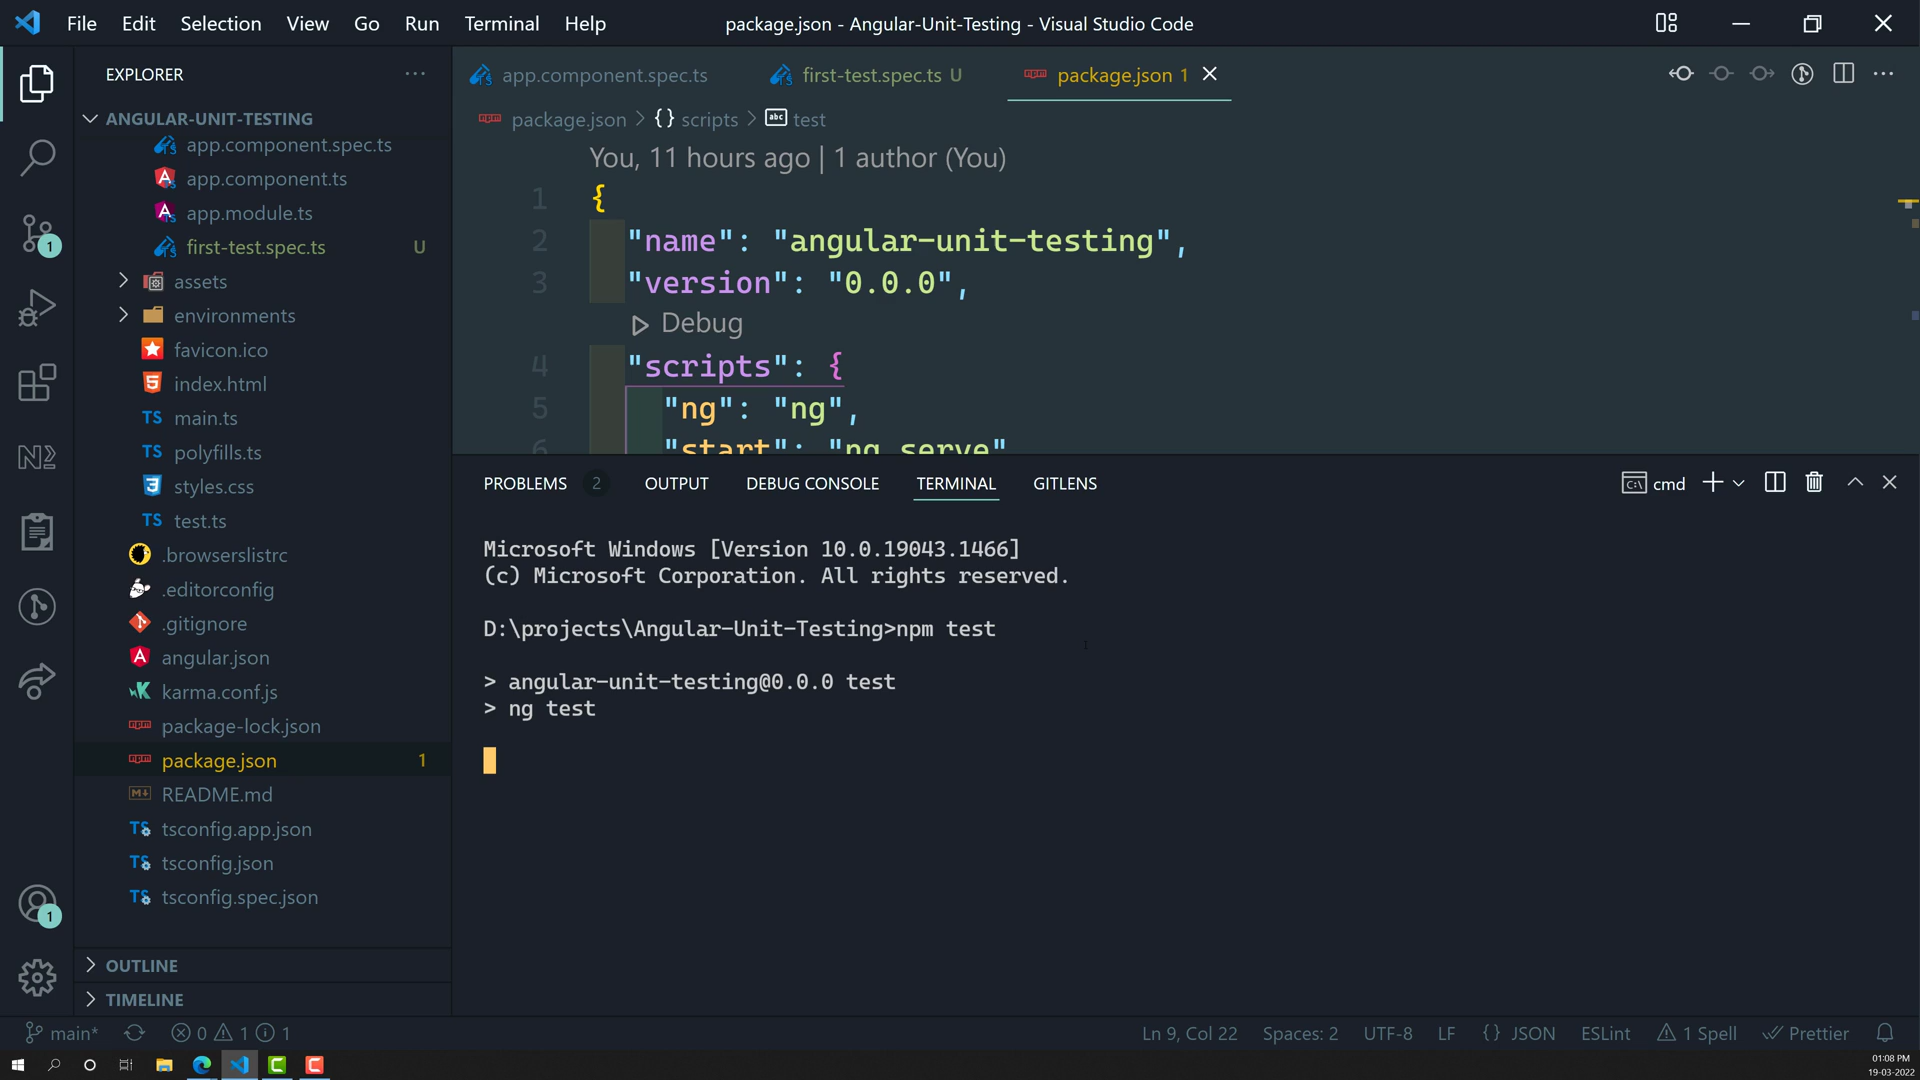 File Edit Selection View Go Run Terminal Help
package.json - Angular-Unit-Testing - Visual Studio Code
EXPLORER
ANGULAR-UNIT-TESTING
app.component.spec.ts
app.component.ts
app.module.ts
first-test.spec.ts U
assets
environments
favicon.ico
index.html
main.ts
polyfills.ts
styles.css
test.ts
.browserslistrc
.editorconfig
.gitignore
angular.json
karma.conf.js
package-lock.json
package.json 1
README.md
tsconfig.app.json
tsconfig.json
tsconfig.spec.json
OUTLINE
TIMELINE
1
1
app.component.spec.ts first-test.spec.ts U package.json 1
package.json > {} scripts > abc test
You, 11 hours ago | 1 author (You)
1 {
2 "name": "angular-unit-testing",
3 "version": "0.0.0",
Debug
4 "scripts": {
5 "ng": "ng",
6 "start": "ng serve"
PROBLEMS 2 OUTPUT DEBUG CONSOLE TERMINAL GITLENS
cmd
Microsoft Windows [Version 10.0.19043.1466]
(c) Microsoft Corporation. All rights reserved.
D:\projects\Angular-Unit-Testing>npm test
> angular-unit-testing@0.0.0 test
> ng test
main* 0 1 1
Ln 9, Col 22 Spaces: 2 UTF-8 LF {} JSON ESLint 1 Spell Prettier
01:08 PM
19-03-2022